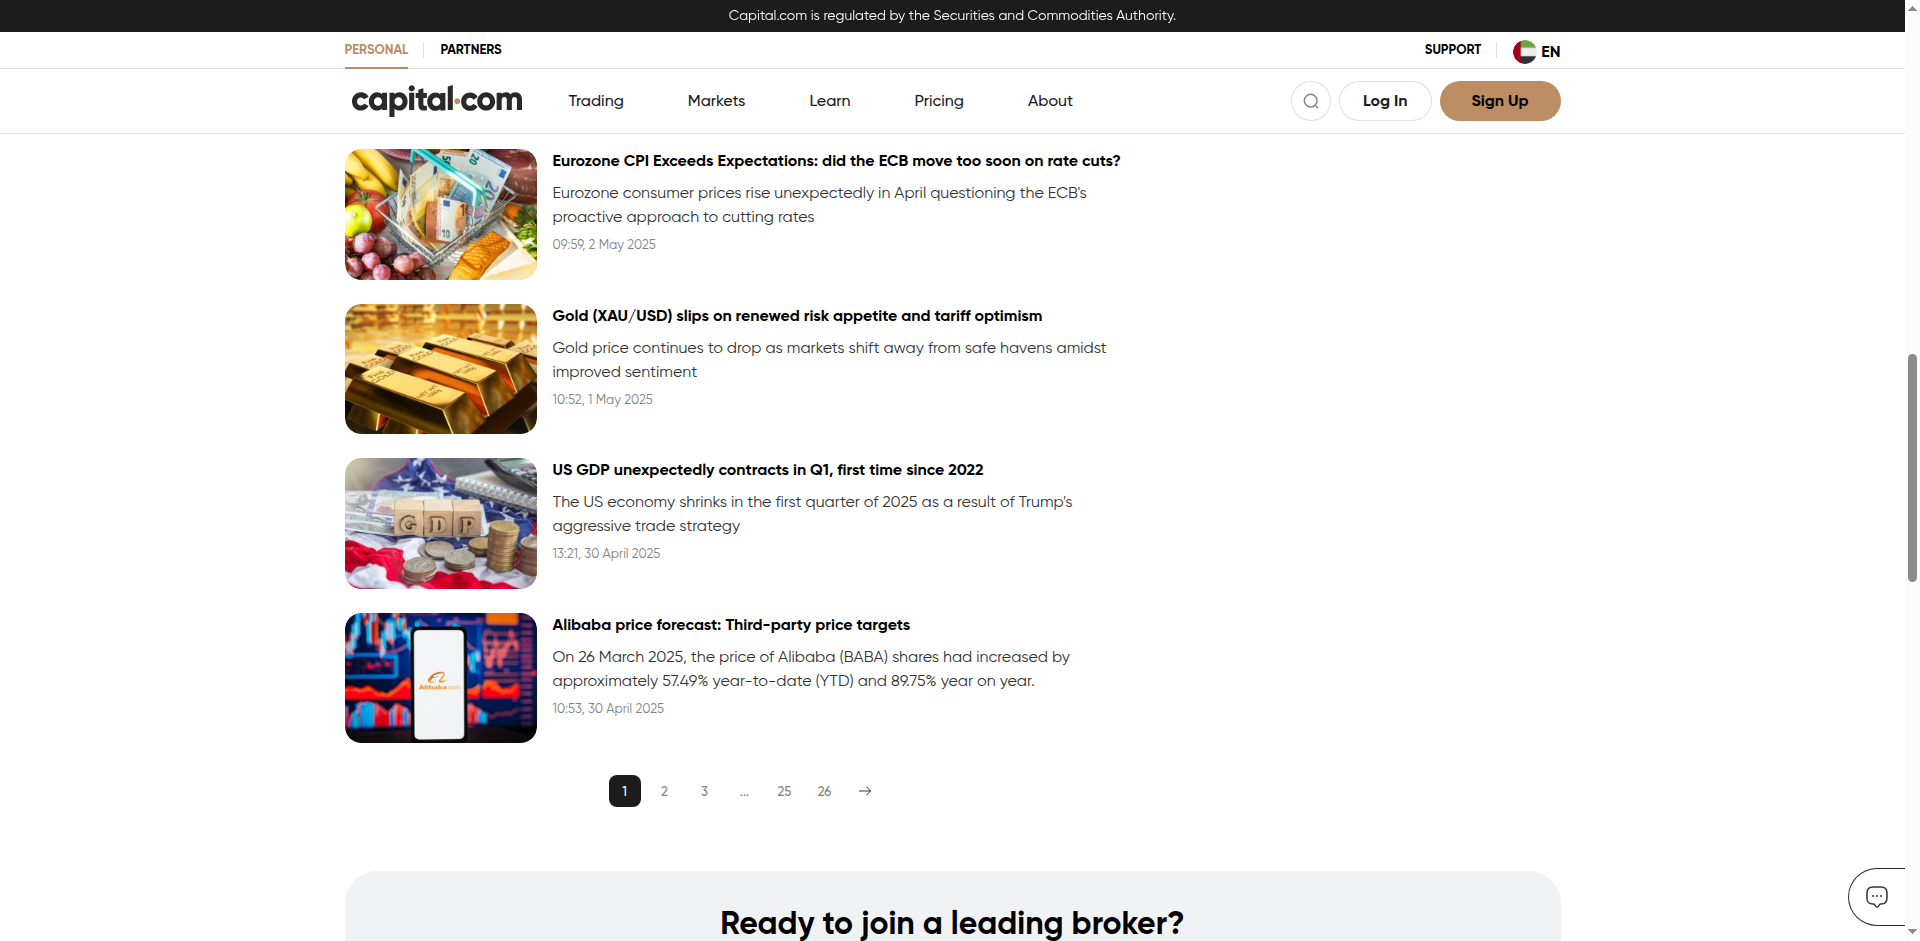 Capital.com is regulated by the Securities and Commodities Authority.
PERSONAL PARTNERS SUPPORT EN
capital.com Trading Markets Learn Pricing About Log In Sign Up
Eurozone CPI Exceeds Expectations: did the ECB move too soon on rate cuts?
Eurozone consumer prices rise unexpectedly in April questioning the ECB's
proactive approach to cutting rates
09:59, 2 May 2025
Gold (XAU/USD) slips on renewed risk appetite and tariff optimism
Gold price continues to drop as markets shift away from safe havens amidst
improved sentiment
10:52, 1 May 2025
GDP
US GDP unexpectedly contracts in Q1, first time since 2022
The US economy shrinks in the first quarter of 2025 as a result of Trump's
aggressive trade strategy
13:21, 30 April 2025
Alibaba.com
Alibaba price forecast: Third-party price targets
On 26 March 2025, the price of Alibaba (BABA) shares had increased by
approximately 57.49% year-to-date (YTD) and 89.75% year on year.
10:53, 30 April 2025
1 2 3 ... 25 26
Ready to join a leading broker?